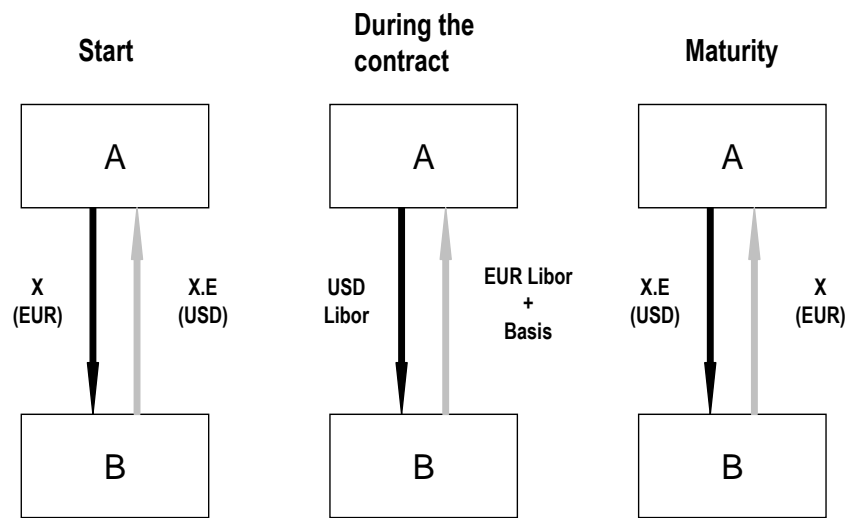 Start
During the
contract
Maturity
A
A
A
X
(EUR)
X.E
(USD)
USD
Libor
EUR Libor
+
Basis
X.E
(USD)
X
(EUR)
B
B
B